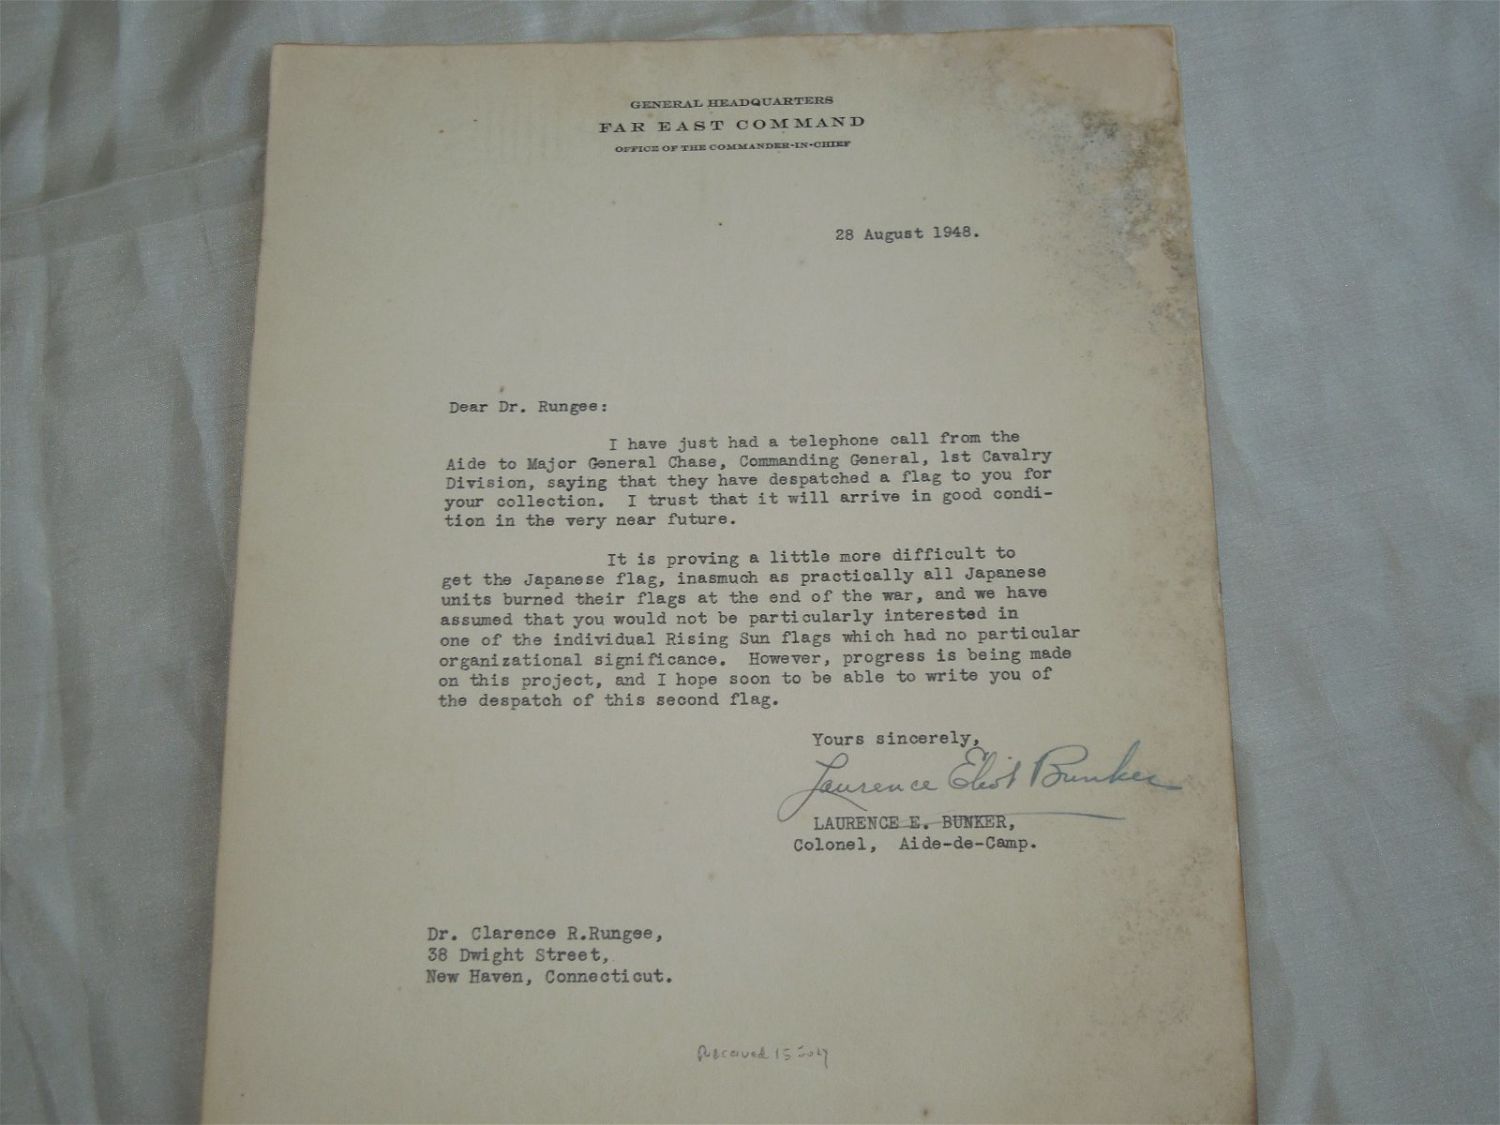 GENERAL HEADQUARTERS
FAR EAST COMMAND
OFFICE OF THE COMMANDER-IN-CHIEF
28 August 1948.
Dear Dr. Rungee:
I have just had a telephone call from the
Aide to Major General Chase, Commanding General, 1st Cavalry
Division, saying that they have despatched a flag to you for
your collection. I trust that it will arrive in good condi-
tion in the very near future.
It is proving a little more difficult to
get the Japanese flag, inasmuch as practically all Japanese
units burned their flags at the end of the war, and we have
assumed that you would not be particularly interested in
one of the individual Rising Sun flags which had no particular
organizational significance. However, progress is being made
on this project, and I hope soon to be able to write you of
the despatch of this second flag.
Yours sincerely,
Laurence Eliot Bunker
LAURENCE E. BUNKER,
Colonel, Aide-de-Camp.
Dr. Clarence R.Rungee,
38 Dwight Street,
New Haven, Connecticut.
Received 15